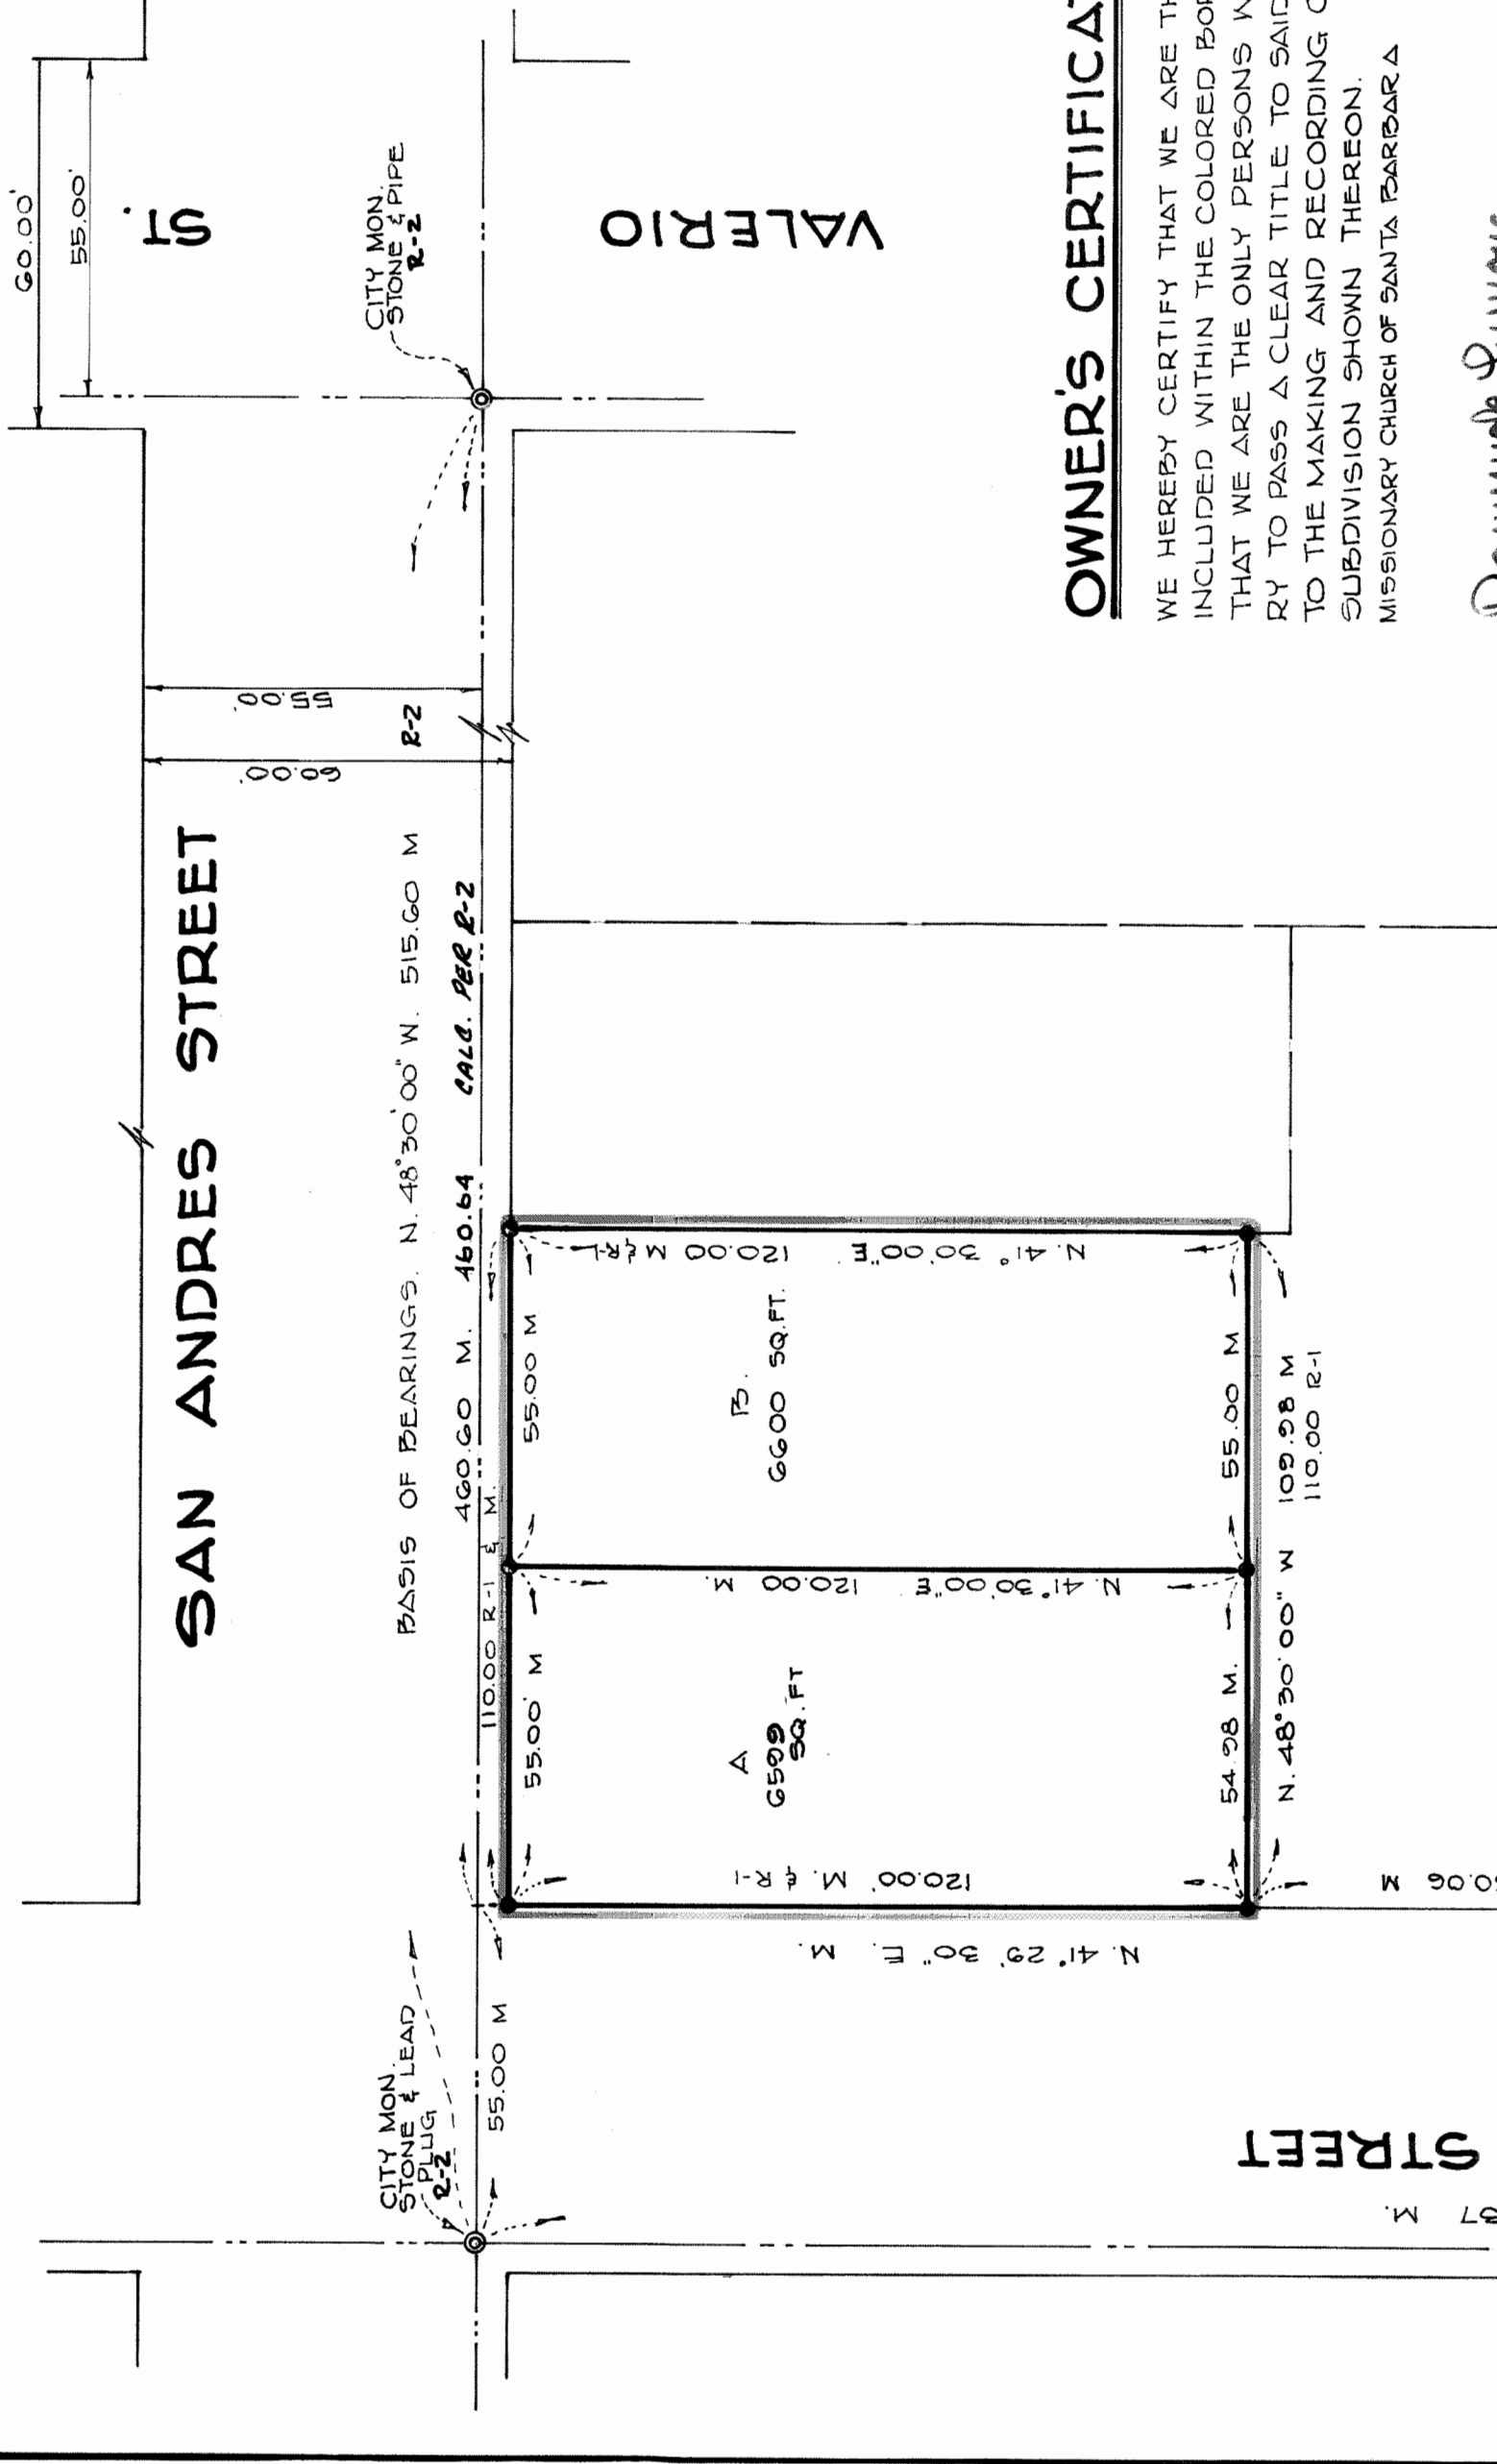 60.00'
55.00'
ST.
CITY MON.
STONE & PIPE
R-2
VALERIO
55.00'
60.00'
R-2
SAN ANDRES STREET
BASIS OF BEARINGS. N. 48°30'00" W. 515.60 M
460.60 M. 460.64 CALC. PER R-2
110.00 R-1 & M.
55.00' M
55.00 M
A
6599
SQ. FT
B.
6600 SQ.FT.
N. 41° 30'00"E 120.00 M & R-1
N. 41°30'00"E 120.00 M.
120.00' M. & R-1
N. 41° 29' 30" E. M.
54.98 M.
55.00 M
N. 48°30'00" W 109.98 M
110.00 R-1
CITY MON.
STONE & LEAD
PLUG
R-2
55.00 M
STREET
37 M.
0.06 M
OWNER'S CERTIFICAT
WE HEREBY CERTIFY THAT WE ARE TH
INCLUDED WITHIN THE COLORED BOR
THAT WE ARE THE ONLY PERSONS W
RY TO PASS A CLEAR TITLE TO SAID
TO THE MAKING AND RECORDING O
SUBDIVISION SHOWN THEREON.
MISSIONARY CHURCH OF SANTA BARBARA